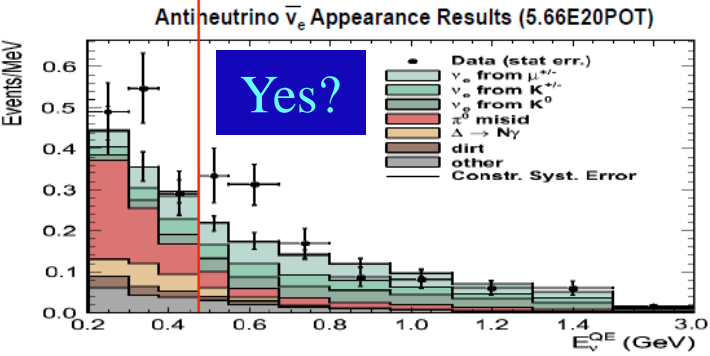 Antineutrino ν̅ₑ Appearance Results (5.66E20POT)
Events/MeV
0.6
0.5
0.4
0.3
0.2
0.1
0.0
Yes?
Data (stat err.)
νₑ from μ⁺/⁻
νₑ from K⁺/⁻
νₑ from K⁰
π⁰ misid
Δ → Nγ
dirt
other
Constr. Syst. Error
0.2 0.4 0.6 0.8 1.0 1.2 1.4 3.0
E_ν^QE (GeV)